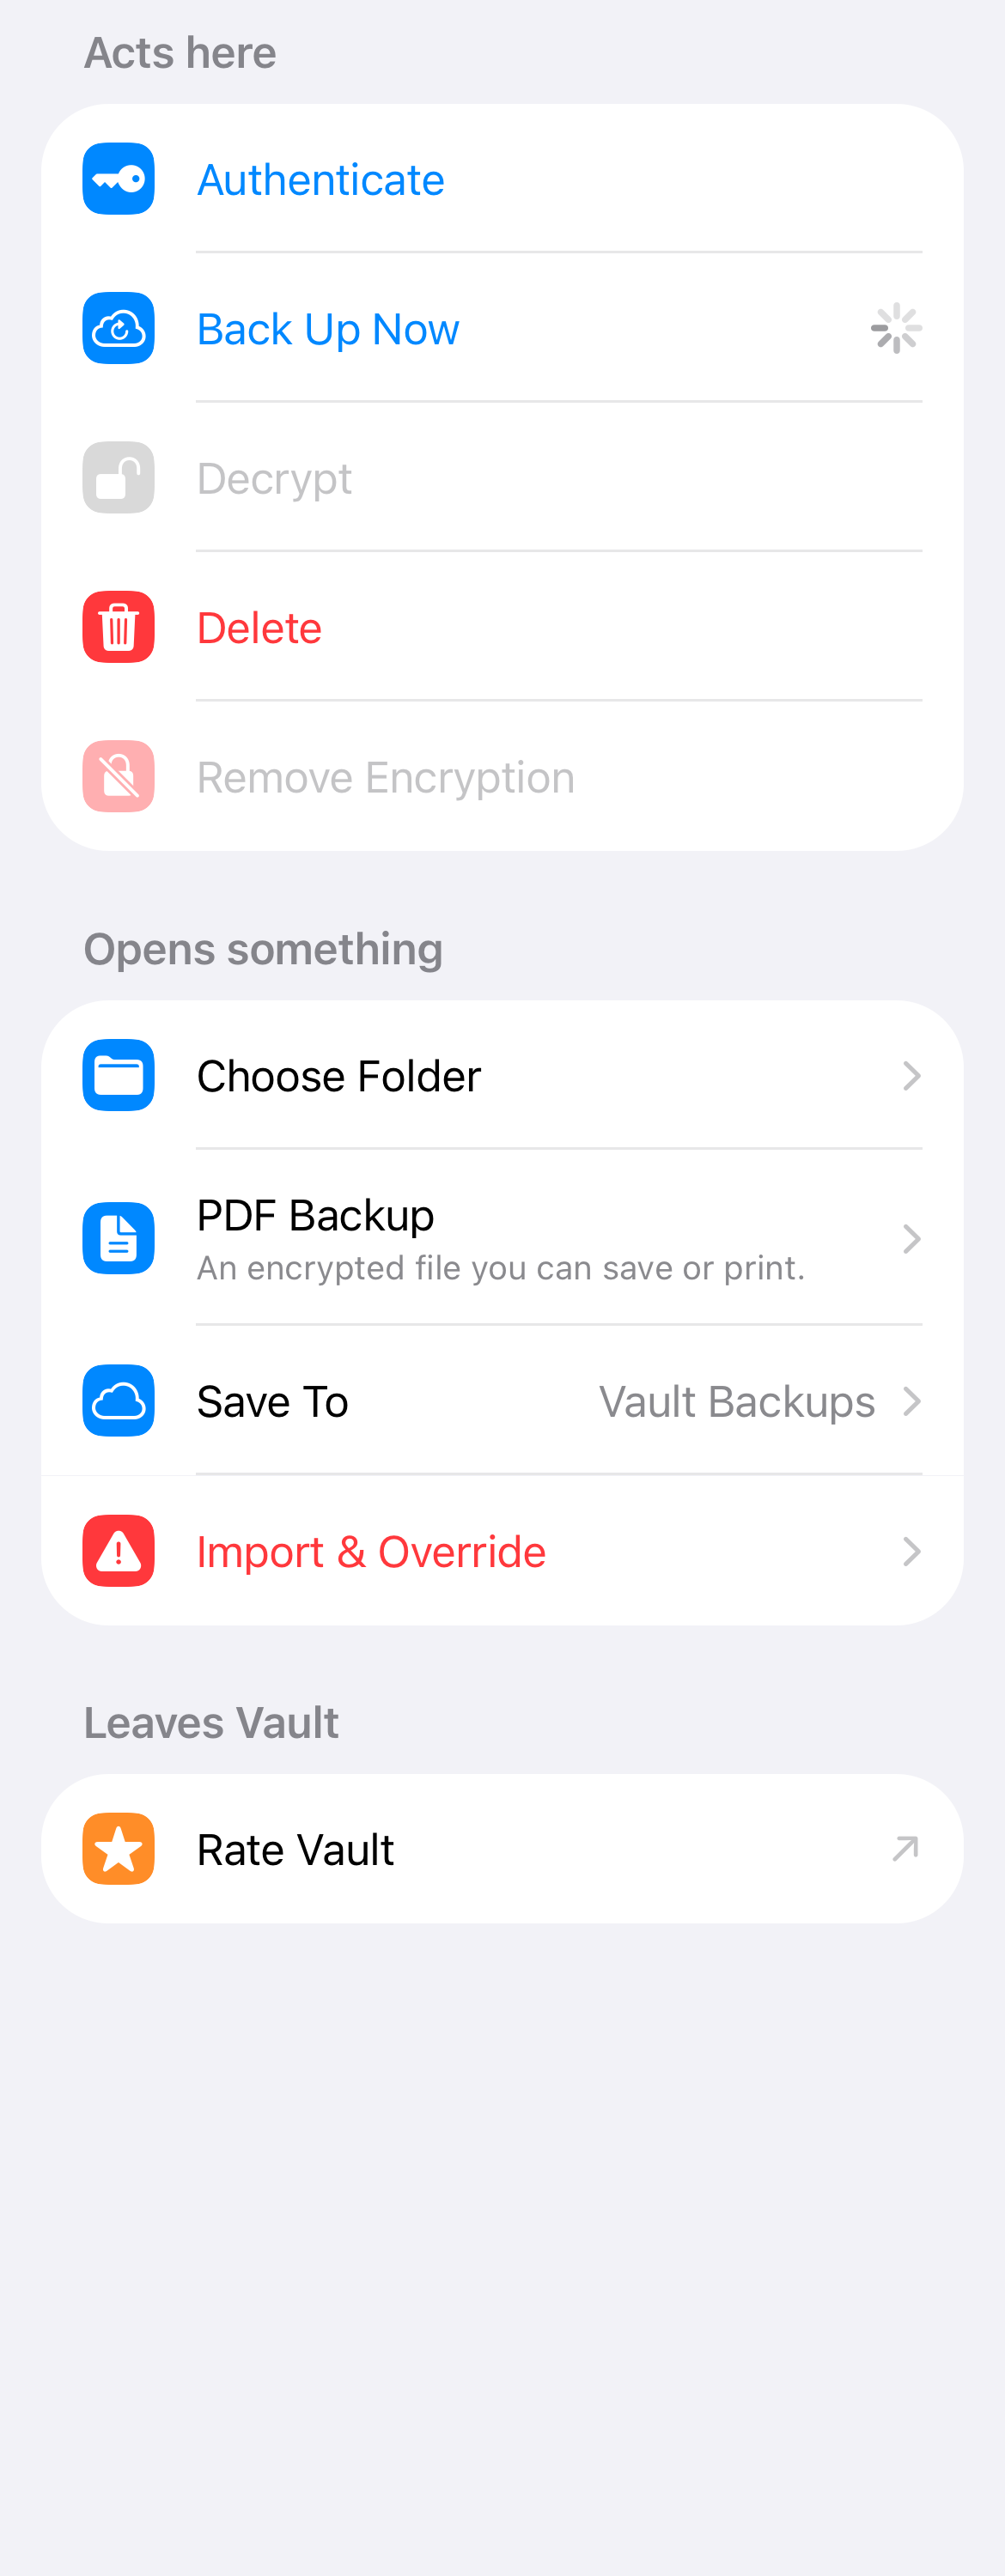 Acts here
Authenticate
Back Up Now
Decrypt
Delete
Remove Encryption
Opens something
Choose Folder
PDF Backup
An encrypted file you can save or print.
Save To Vault Backups
Import & Override
Leaves Vault
Rate Vault